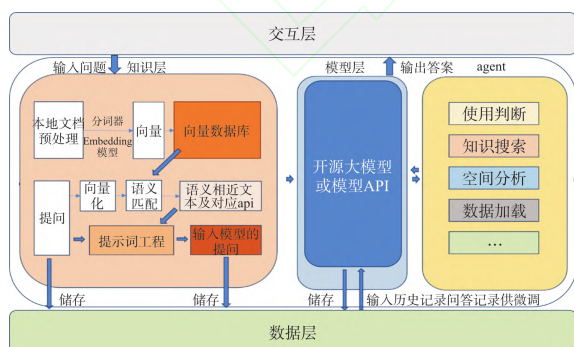 交互层
输入问题 知识层 模型层 输出答案 agent
本地文档
预处理
分词器
Embedding
模型
向量
向量数据库
提问
向量
化
语义
匹配
语义相近文
本及对应api
提示词工程
输入模型的
提问
开源大模型
或模型API
使用判断
知识搜索
空间分析
数据加载
…
储存 储存 储存 输入历史记录问答记录供微调
数据层